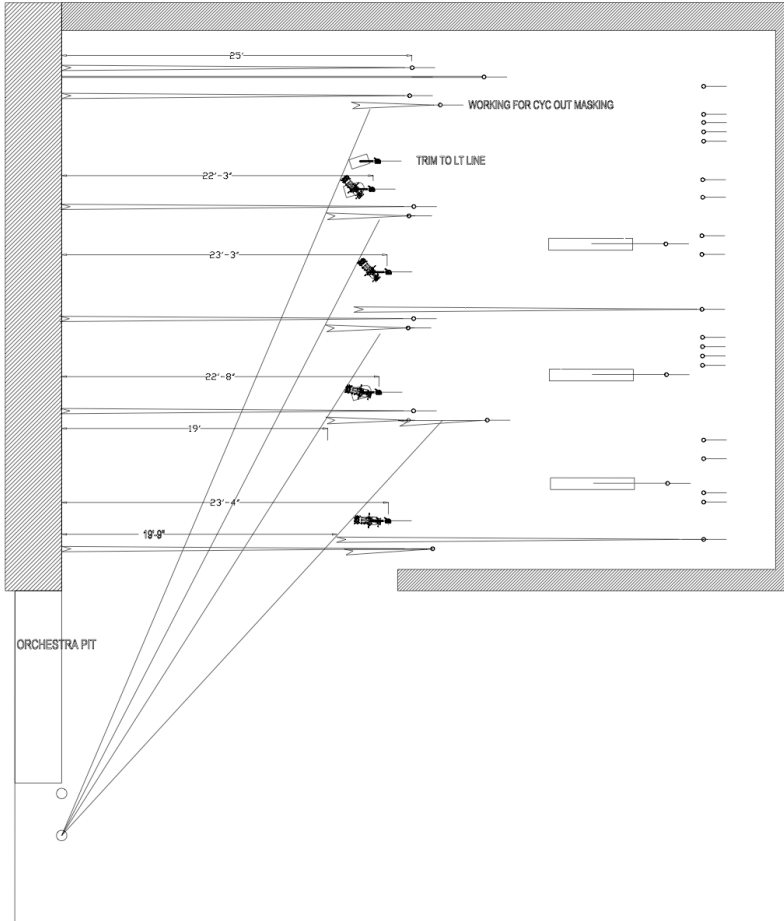 25'
WORKING FOR CYC OUT MASKING
TRIM TO LT LINE
22'-3"
23'-3"
22'-8"
19'
23'-4"
19'-9"
ORCHESTRA PIT